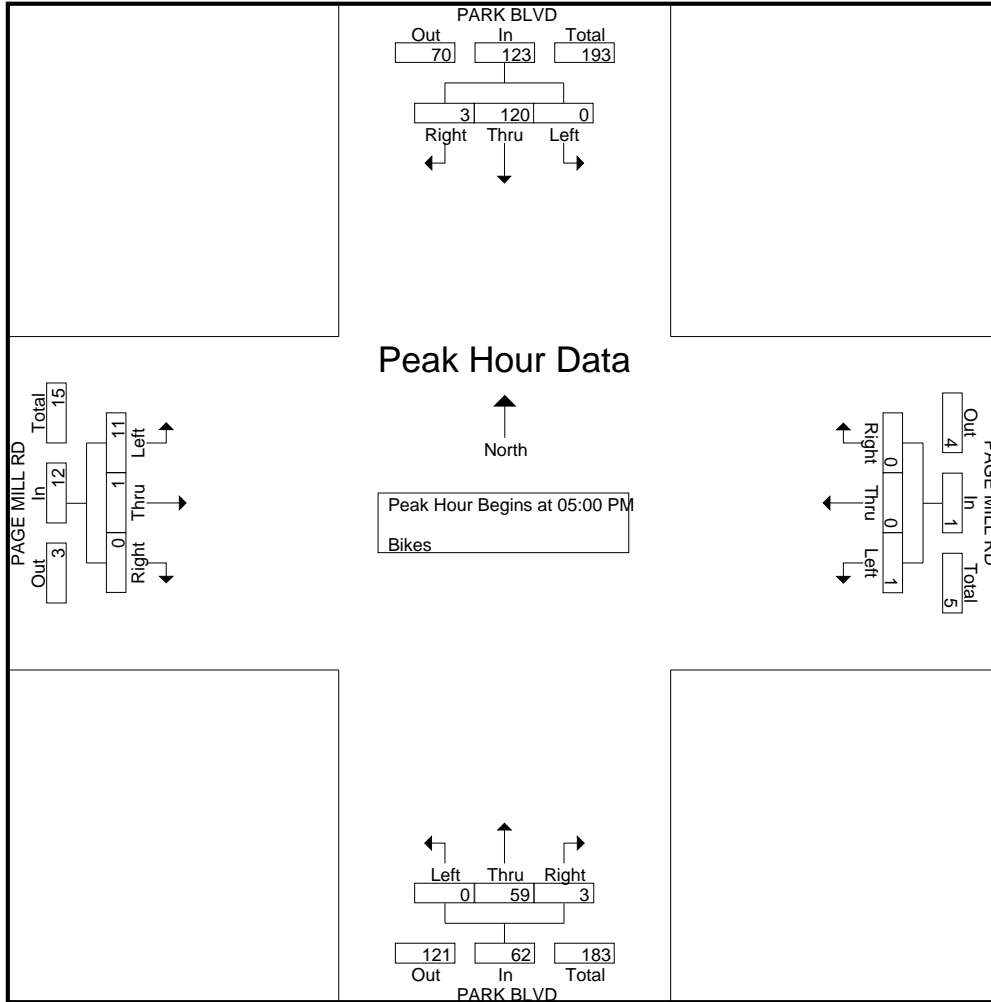 PARK BLVD
Out In Total
70 123 193
3 120 0
Right Thru Left
Peak Hour Data
North
Peak Hour Begins at 05:00 PM
Bikes
PAGE MILL RD
Out In Total
3 12 15
Left Thru Right
11 1 0
PAGE MILL RD
Out In Total
4 1 5
Right Thru Left
0 0 1
Left Thru Right
0 59 3
121 62 183
Out In Total
PARK BLVD